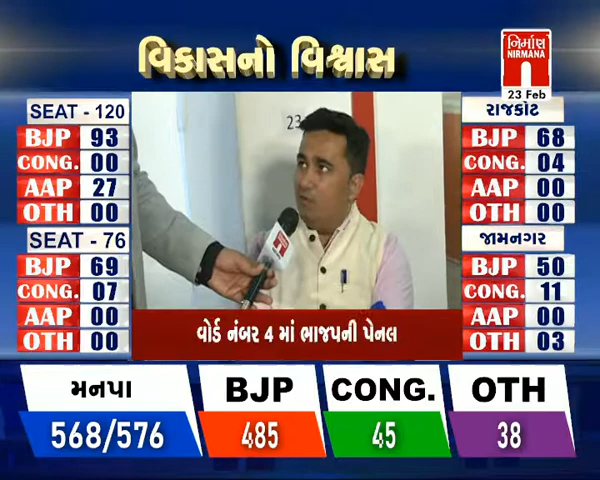 વિકાસનો વિશ્વાસ
નિર્માણ
NIRMANA
23 Feb
SEAT - 120
BJP 93
CONG. 00
AAP 27
OTH 00
SEAT - 76
BJP 69
CONG. 07
AAP 00
OTH 00
23
રાજકોટ
BJP 68
CONG. 04
AAP 00
OTH 00
જામનગર
BJP 50
CONG. 11
AAP 00
OTH 03
વોર્ડ નંબર 4 માં ભાજપની પેનલ
મનપા BJP CONG. OTH
568/576 485 45 38